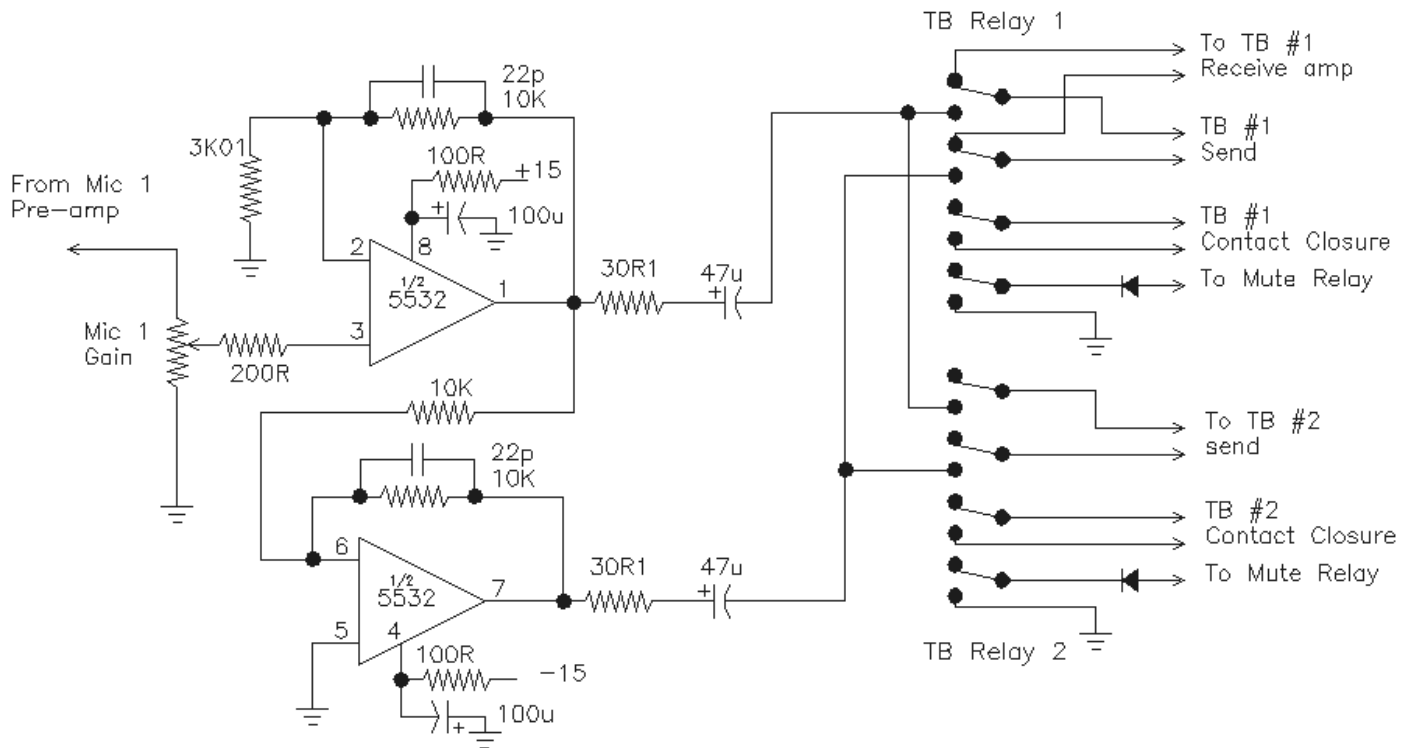 TB Relay 1
To TB #1
Receive amp
22p
10K
TB #1
Send
3K01
100R
+15
From Mic 1
Pre-amp
+
100u
TB #1
Contact Closure
2
8
1/2
5532
1
30R1
47u
+
To Mute Relay
Mic 1
Gain
3
200R
10K
To TB #2
send
22p
10K
TB #2
Contact Closure
6
1/2
5532
7
30R1
47u
+
To Mute Relay
5
4
100R
-15
TB Relay 2
100u
+